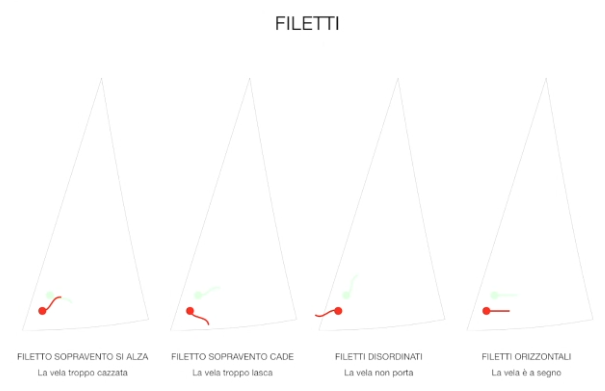 FILETTI
FILETTO SOPRAVENTO SI ALZA
La vela troppo cazzata
FILETTO SOPRAVENTO CADE
La vela troppo lasca
FILETTI DISORDINATI
La vela non porta
FILETTI ORIZZONTALI
La vela è a segno